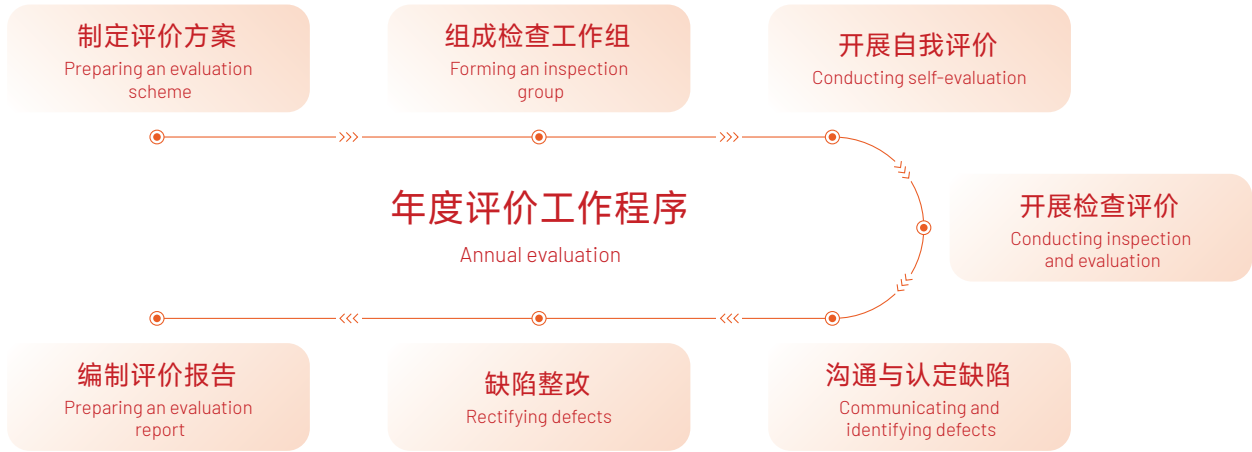 制定评价方案
Preparing an evaluation
scheme
组成检查工作组
Forming an inspection
group
开展自我评价
Conducting self-evaluation
开展检查评价
Conducting inspection
and evaluation
年度评价工作程序
Annual evaluation
沟通与认定缺陷
Communicating and
identifying defects
缺陷整改
Rectifying defects
编制评价报告
Preparing an evaluation
report